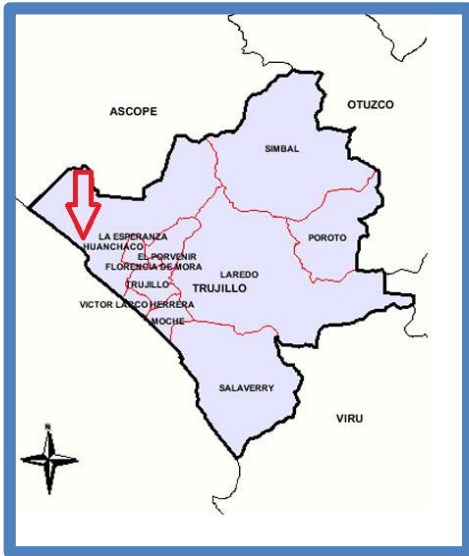 ASCOPE
OTUZCO
SIMBAL
LA ESPERANZA
HUANCHACO
POROTO
EL PORVENIR
FLORENCIA DE MORA
LAREDO
TRUJILLO
TRUJILLO
VICTOR LARCO HERRERA
MOCHE
SALAVERRY
VIRU
N